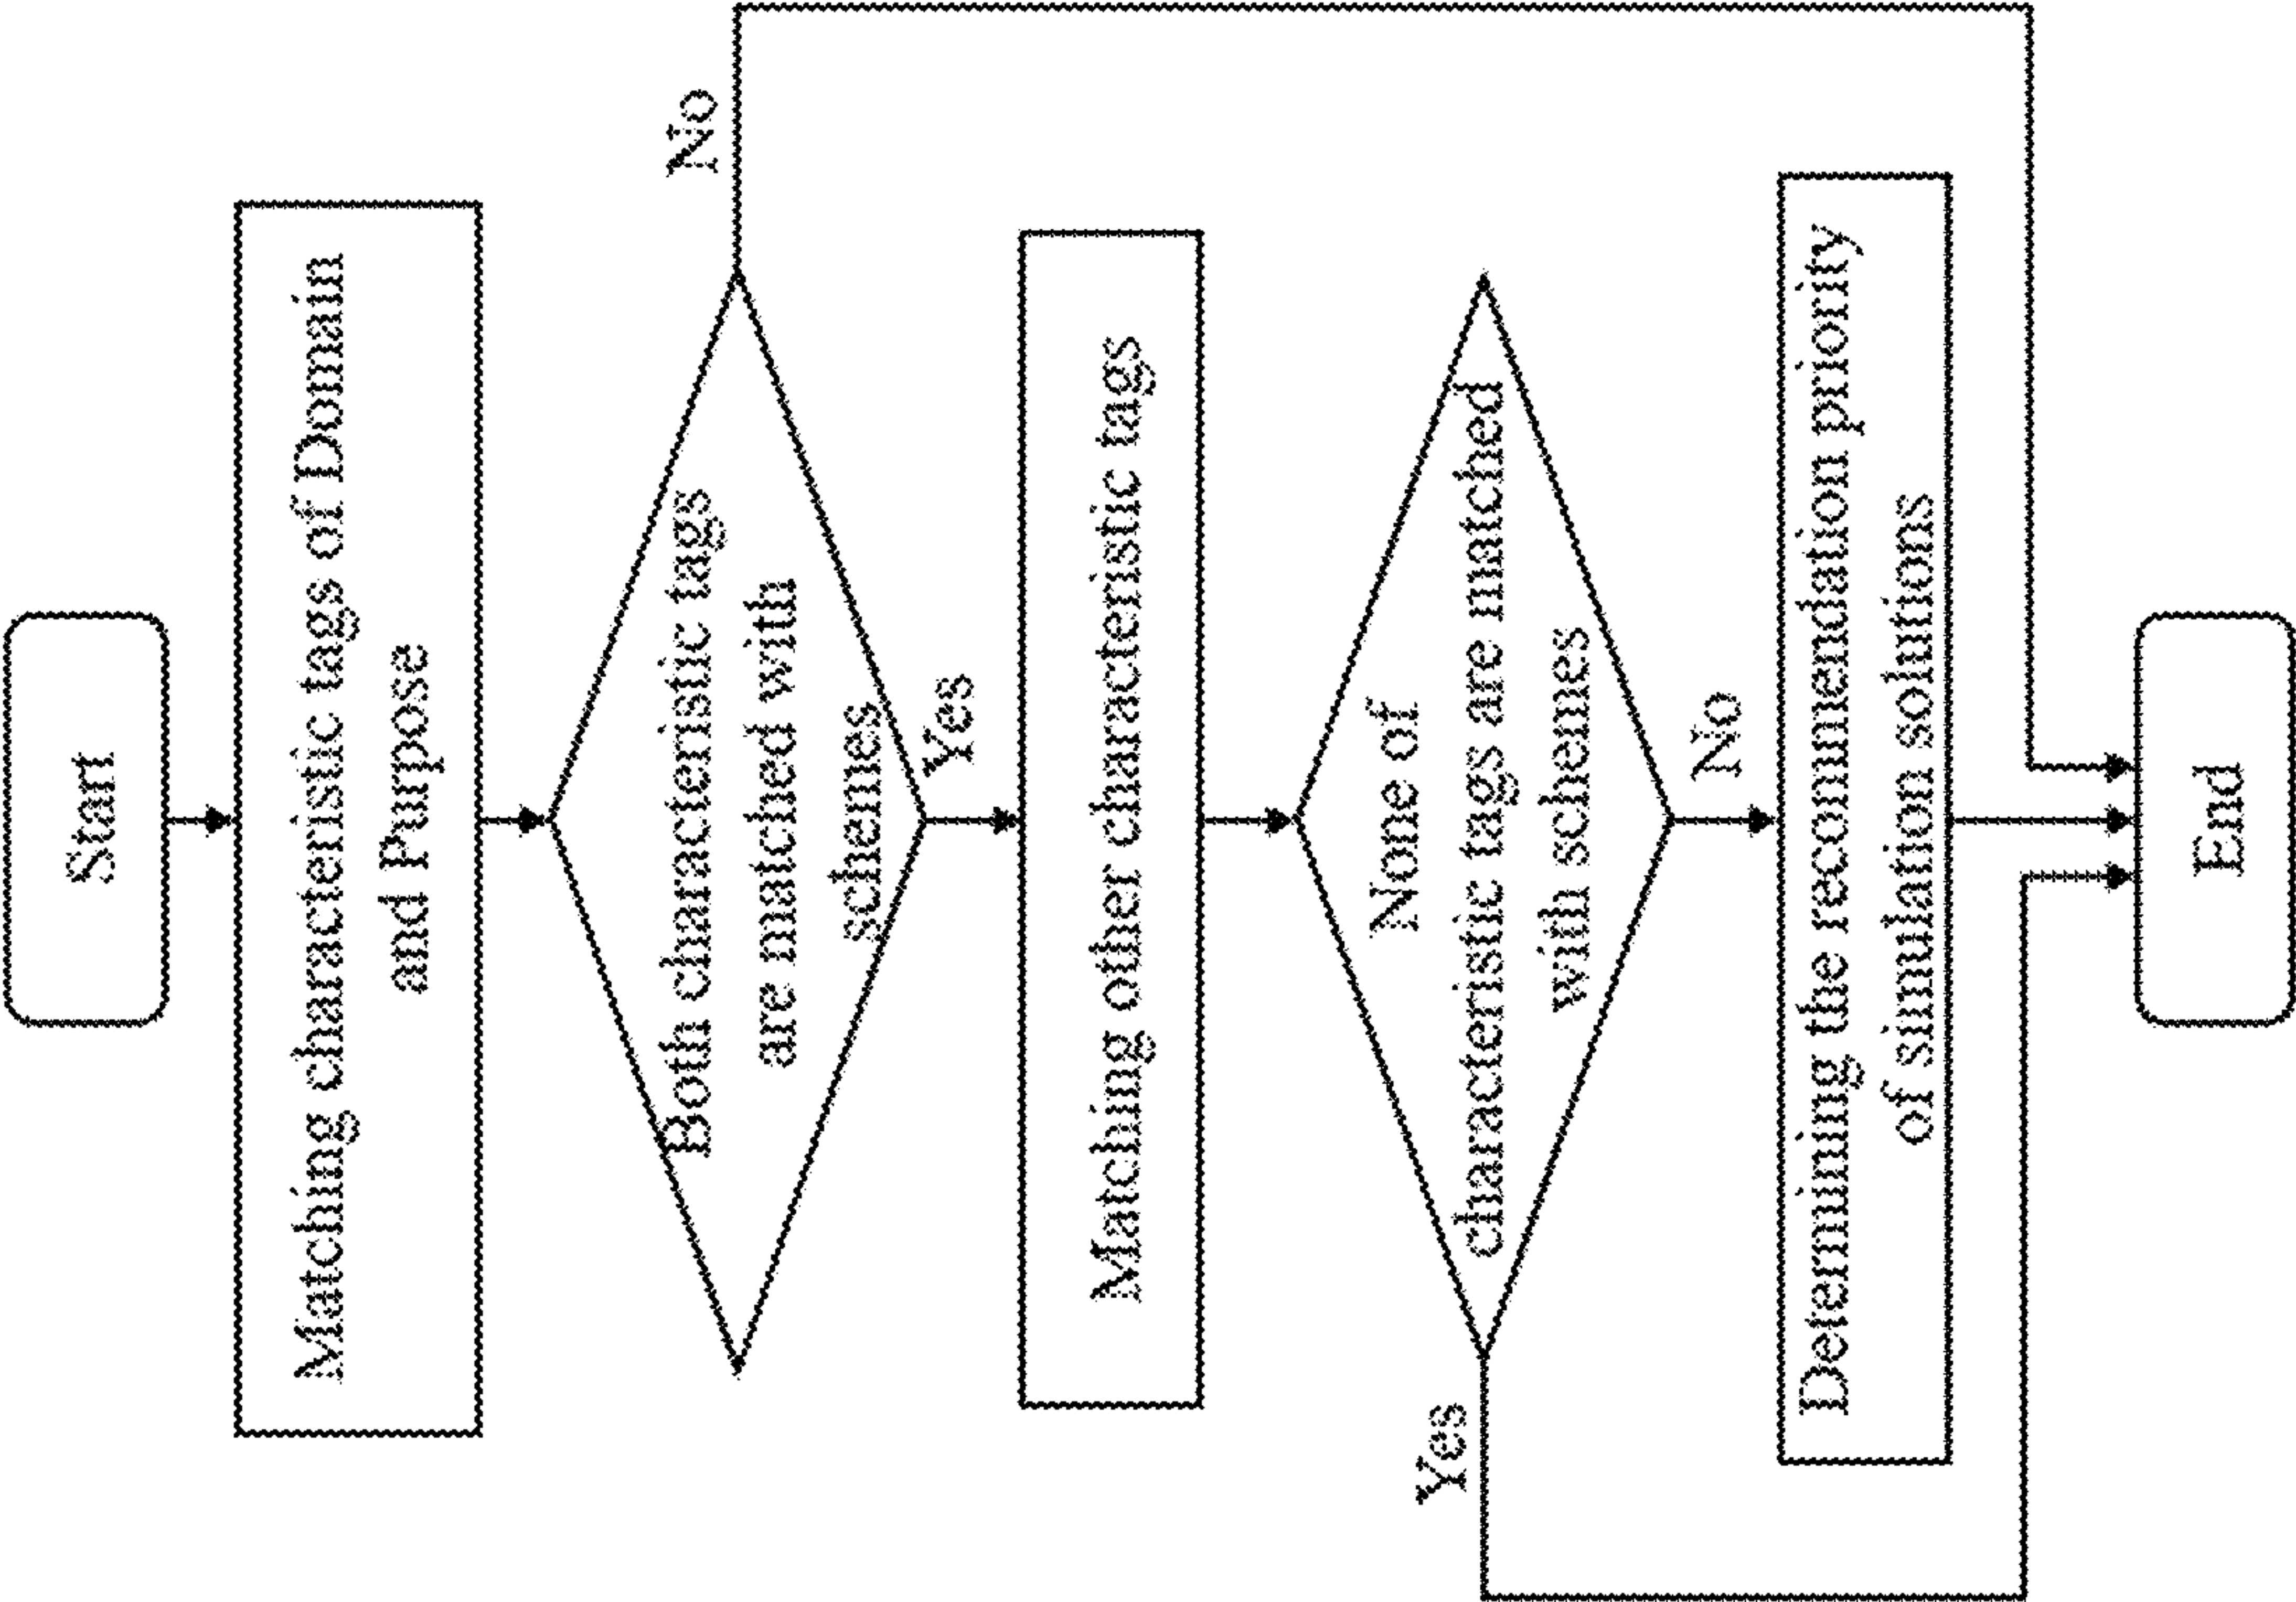 Start
Matching characteristic tags of Domain
and Purpose
Both characteristic tags
are matched with
schemes
No
Yes
Matching other characteristic tags
None of
characteristic tags are matched
with schemes
Yes
No
Determining the recommendation priority
of simulation solutions
End